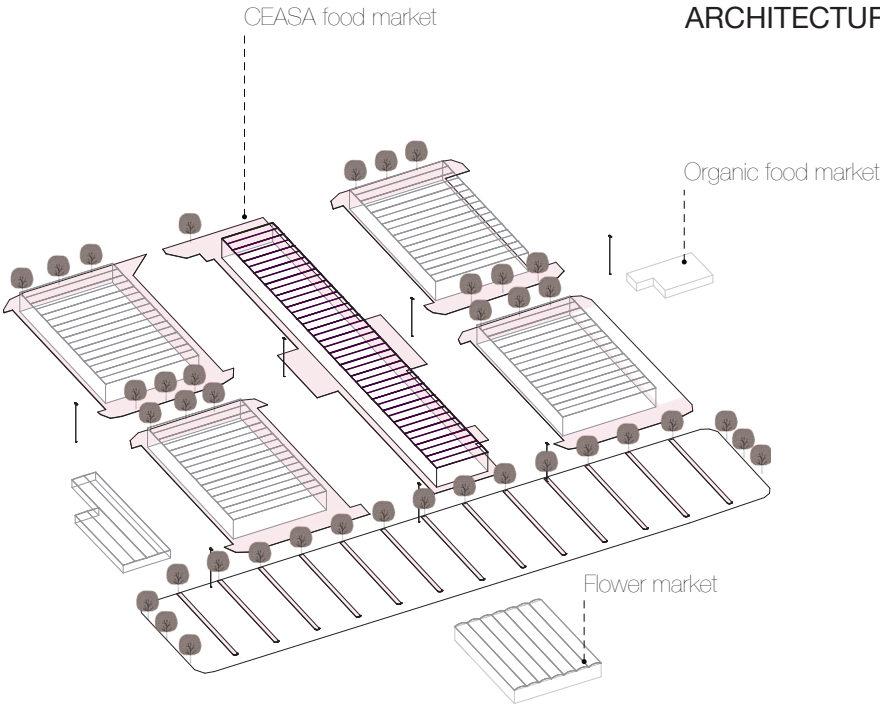 CEASA food market
ARCHITECTUR
Organic food market
Flower market